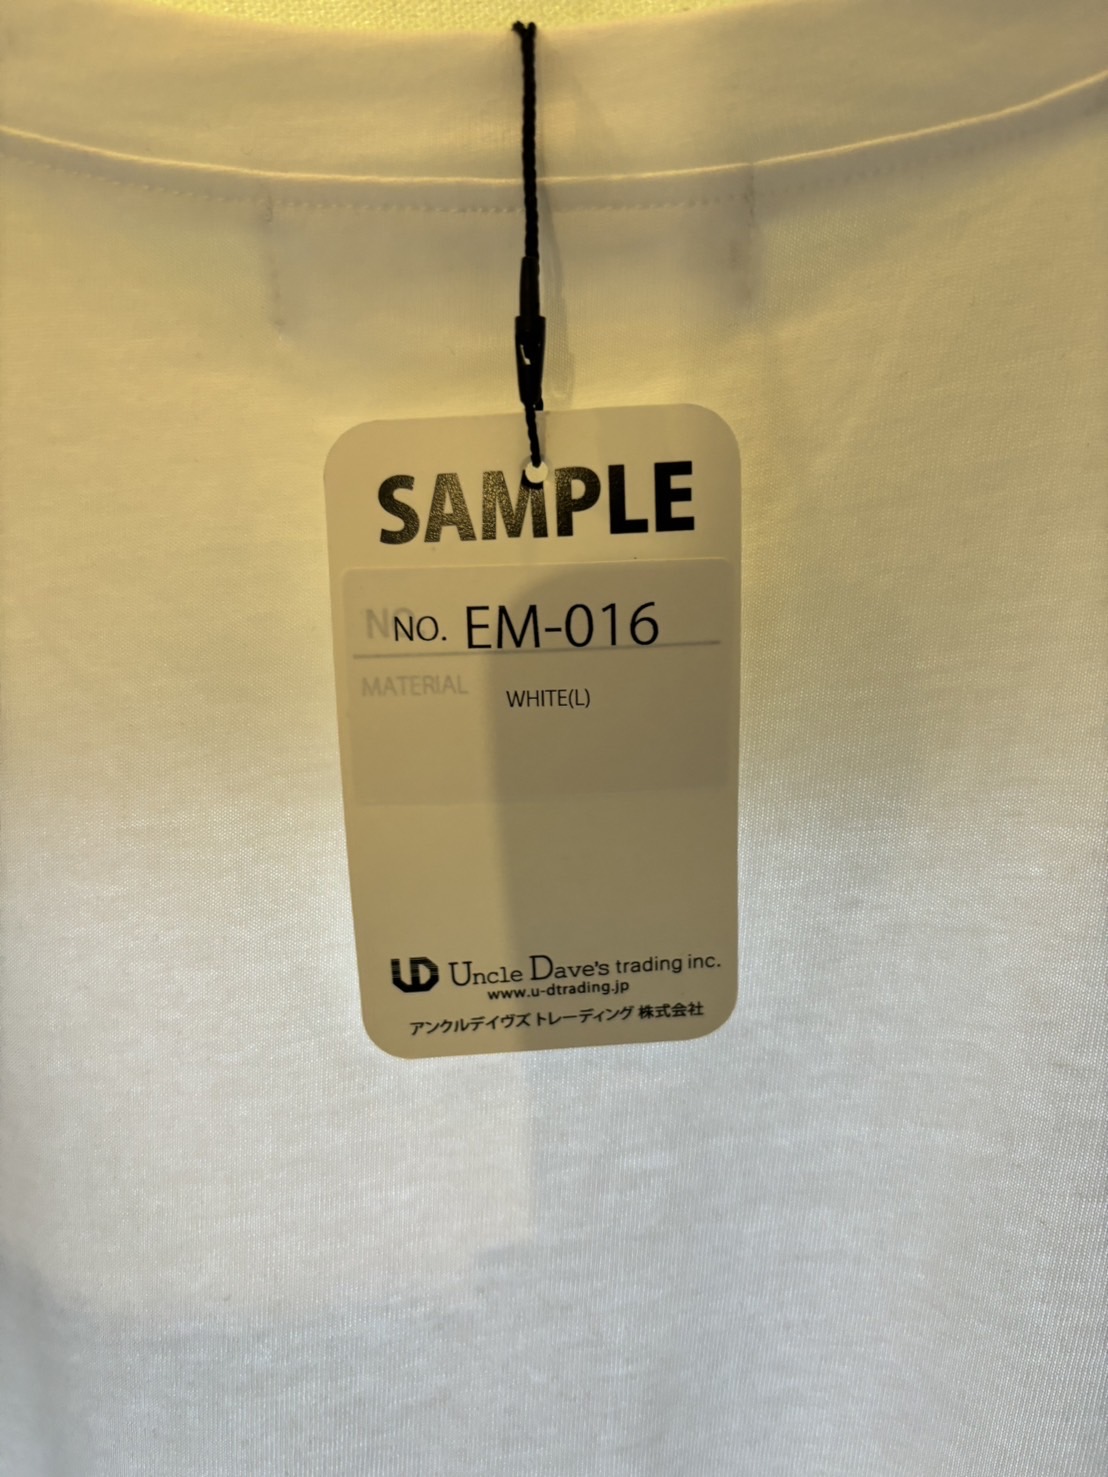 SAMPLE
NO. EM-016
MATERIAL WHITE(L)
UD Uncle Dave's trading inc.
www.u-dtrading.jp
アンクルデイヴズ トレーディング 株式会社